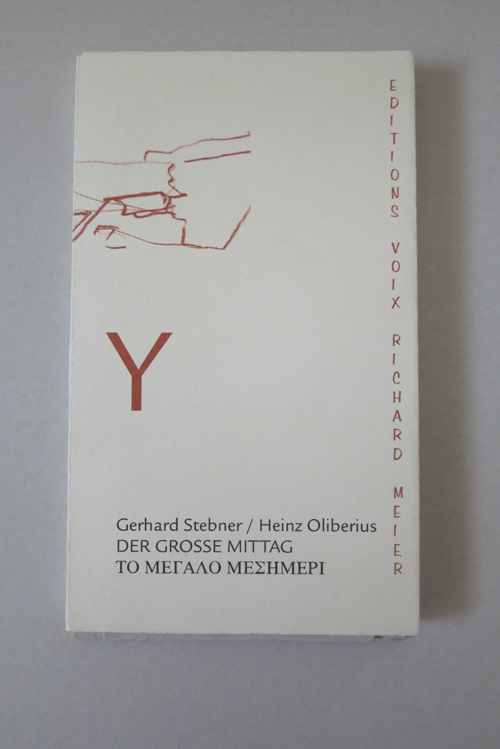 EDITIONS VOIX RICHARD MEIER
Y
Gerhard Stebner / Heinz Oliberius
DER GROSSE MITTAG
ΤΟ ΜΕΓΑΛΟ ΜΕΣΗΜΕΡΙ